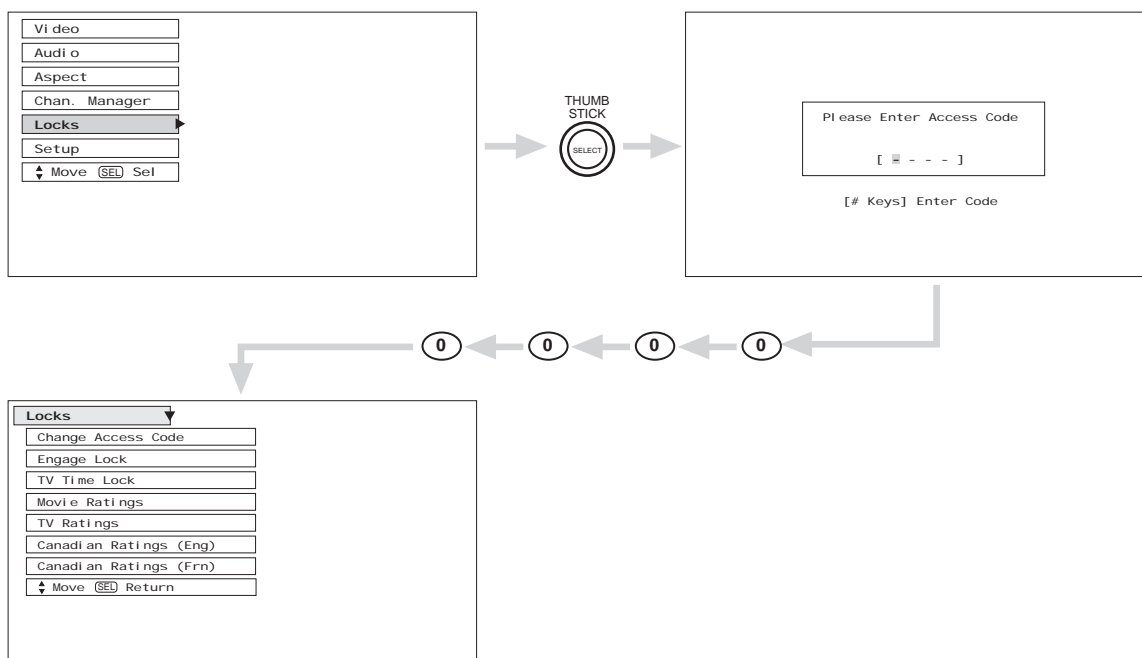 Video
Audio
Aspect
Chan. Manager
Locks
Setup
Move SEL Sel
THUMB
STICK
SELECT
Please Enter Access Code
[ - - - - ]
[# Keys] Enter Code
0 0 0 0
Locks
Change Access Code
Engage Lock
TV Time Lock
Movie Ratings
TV Ratings
Canadian Ratings (Eng)
Canadian Ratings (Frn)
Move SEL Return